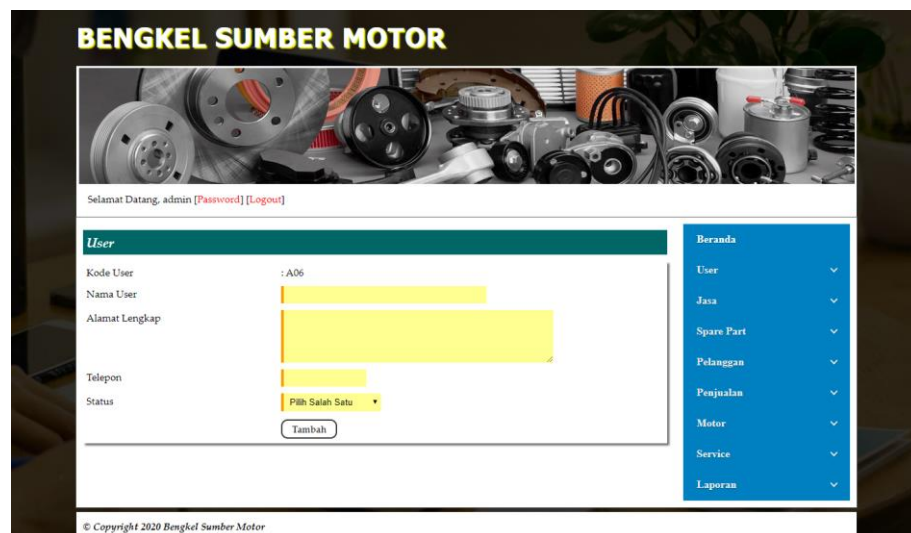 BENGKEL SUMBER MOTOR
Selamat Datang, admin [Password] [Logout]
User
Kode User : A06
Nama User
Alamat Lengkap
Telepon
Status Pilih Salah Satu
Tambah
Beranda
User
Jasa
Spare Part
Pelanggan
Penjualan
Motor
Service
Laporan
© Copyright 2020 Bengkel Sumber Motor